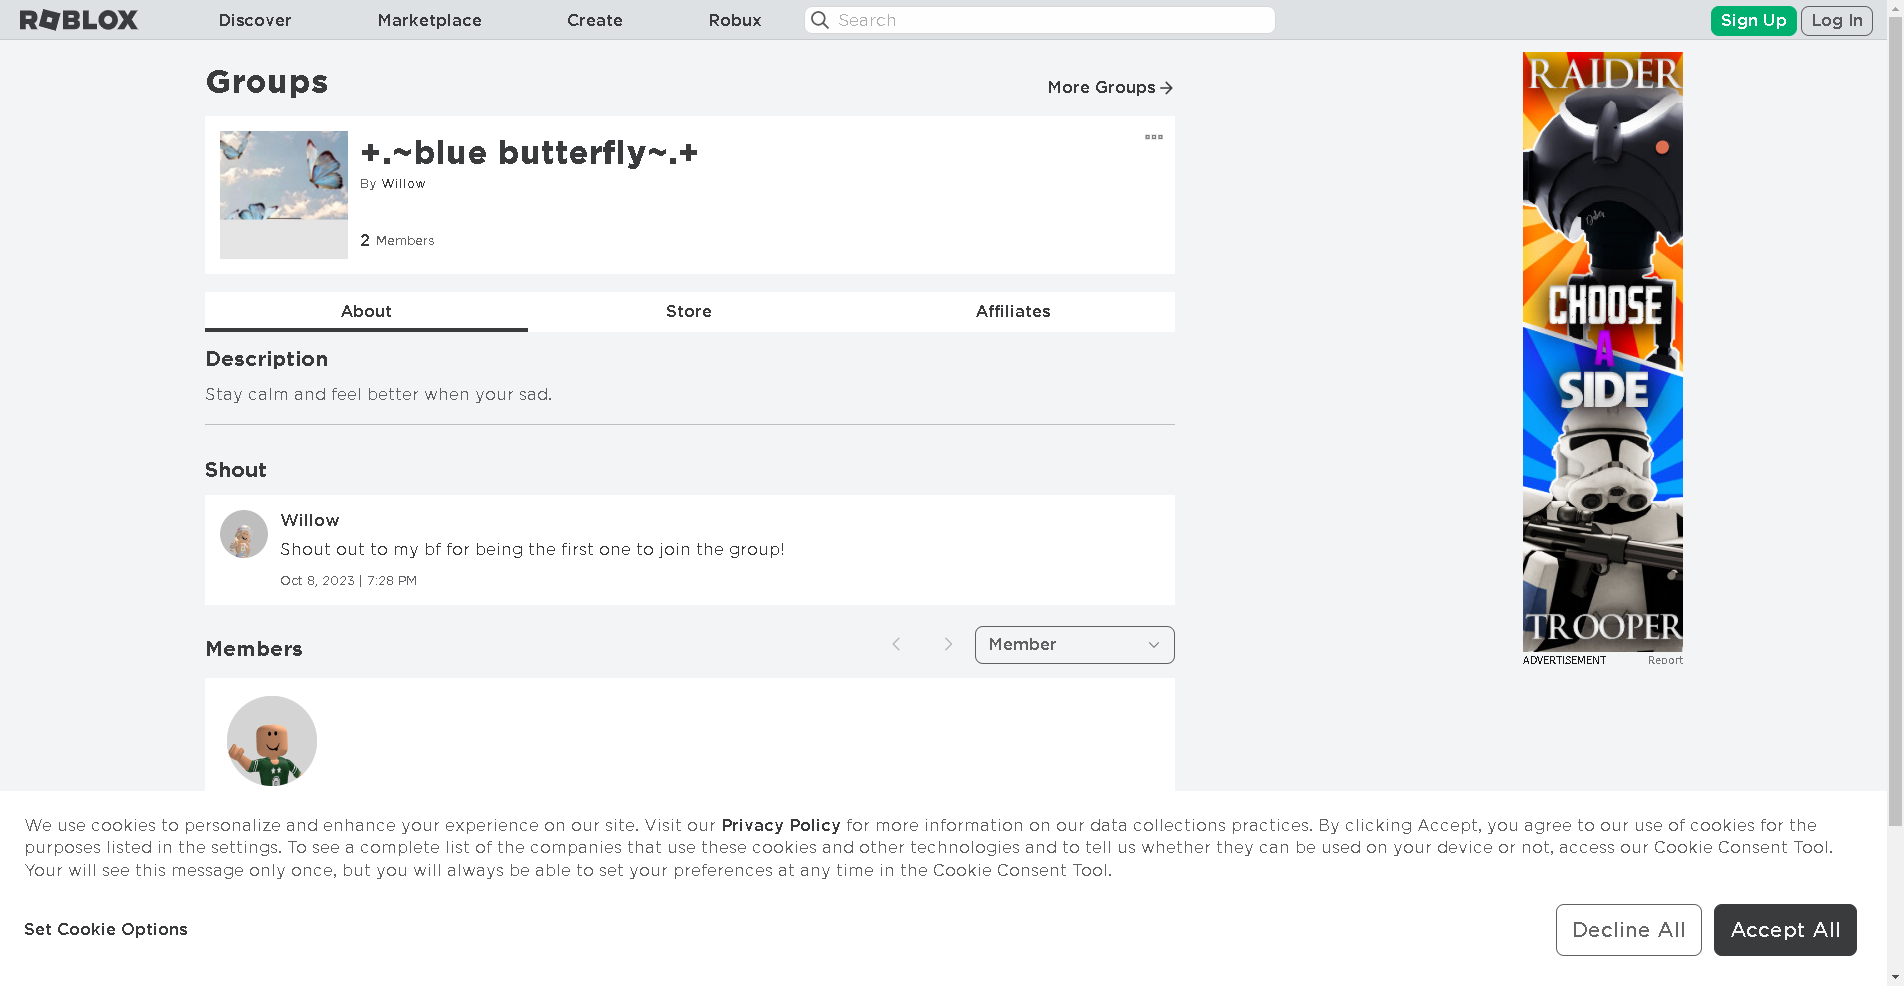 ROBLOX
Discover
Marketplace
Create
Robux
Search
Sign Up
Log In
Groups
More Groups
+.~blue butterfly~.+
By Willow
2 Members
About
Store
Affiliates
Description
Stay calm and feel better when your sad.
Shout
Willow
Shout out to my bf for being the first one to join the group!
Oct 8, 2023 | 7:28 PM
Members
Member
RAIDER
CHOOSE
A
SIDE
TROOPER
ADVERTISEMENT
Report
We use cookies to personalize and enhance your experience on our site. Visit our Privacy Policy for more information on our data collections practices. By clicking Accept, you agree to our use of cookies for the
purposes listed in the settings. To see a complete list of the companies that use these cookies and other technologies and to tell us whether they can be used on your device or not, access our Cookie Consent Tool.
Your will see this message only once, but you will always be able to set your preferences at any time in the Cookie Consent Tool.
Set Cookie Options
Decline All
Accept All